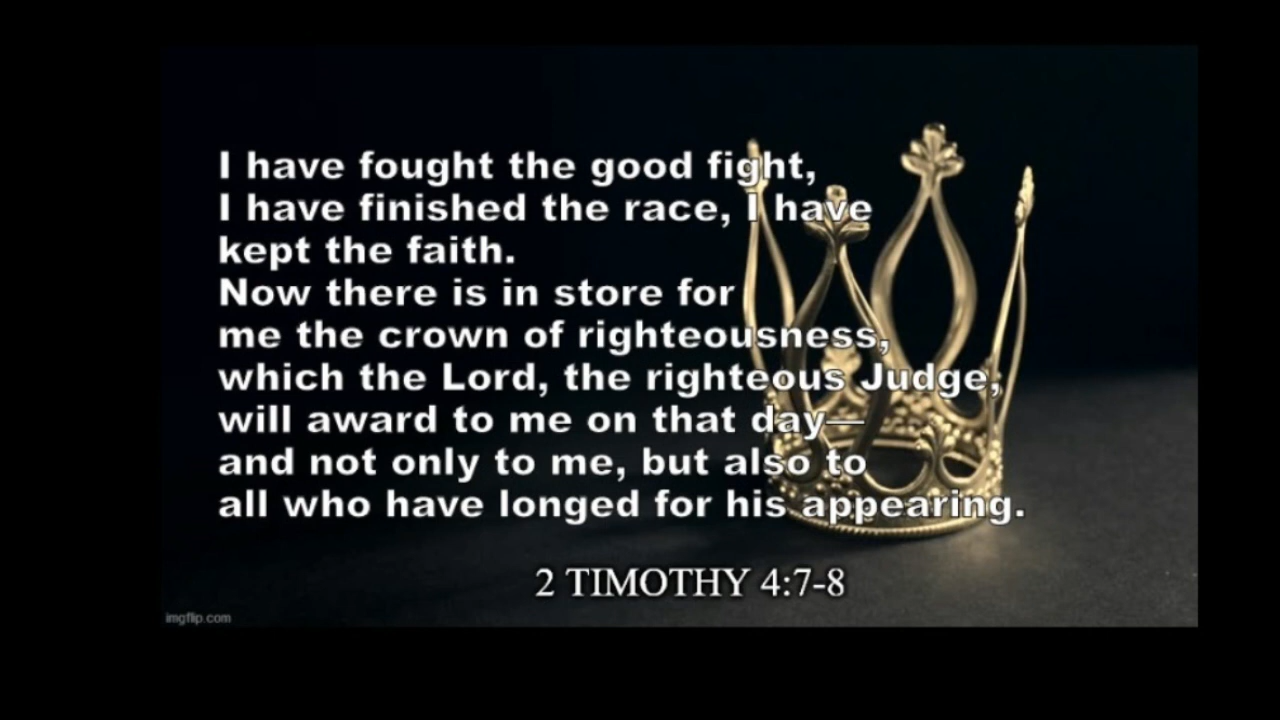 I have fought the good fight,
I have finished the race, I have
kept the faith.
Now there is in store for
me the crown of righteousness,
which the Lord, the righteous Judge,
will award to me on that day—
and not only to me, but also to
all who have longed for his appearing.
2 TIMOTHY 4:7-8
imgflip.com